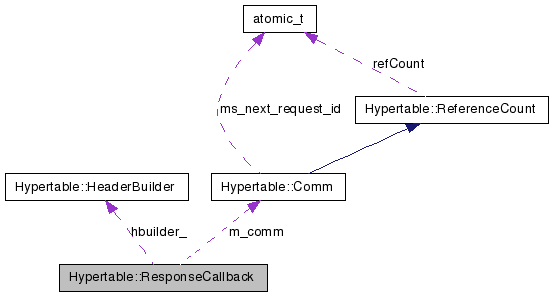 atomic_t
refCount
ms_next_request_id
Hypertable::ReferenceCount
Hypertable::HeaderBuilder
Hypertable::Comm
hbuilder_
m_comm
Hypertable::ResponseCallback